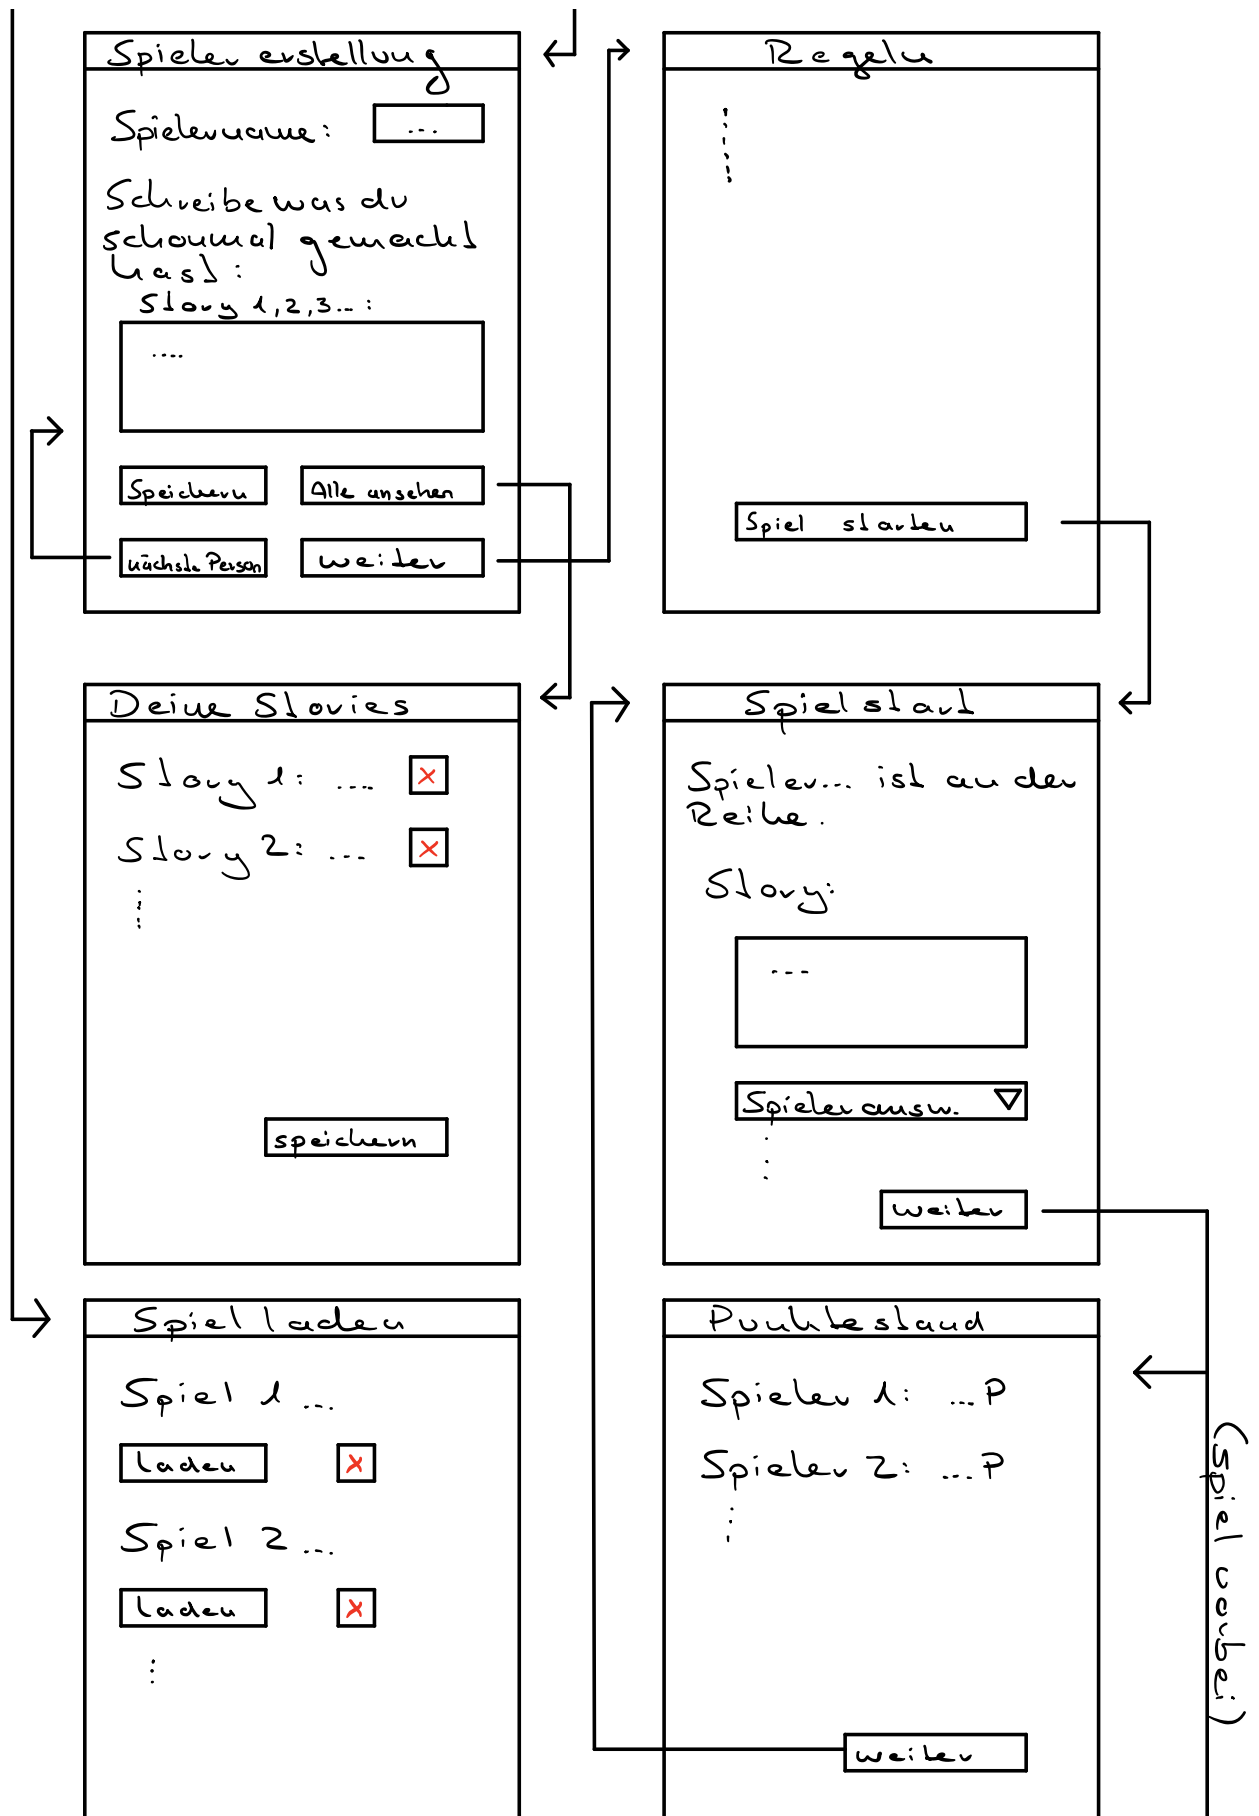 Spielererstellung
Spielername: ...
Schreibe was du
schonmal gemacht
hast:
Story 1,2,3...:
....
Speichern
Alle ansehen
nächste Person
weiter
Regeln
Spiel starten
Deine Stories
Story 1: ....
Story 2: ...
speichern
Spielstart
Spieler... ist an der
Reihe.
Story:
...
Spieler ausw.
weiter
Spiel laden
Spiel 1 ...
laden
Spiel 2 ...
laden
Punktestand
Spieler 1: ...P
Spieler 2: ...P
weiter
(Spiel vorbei)